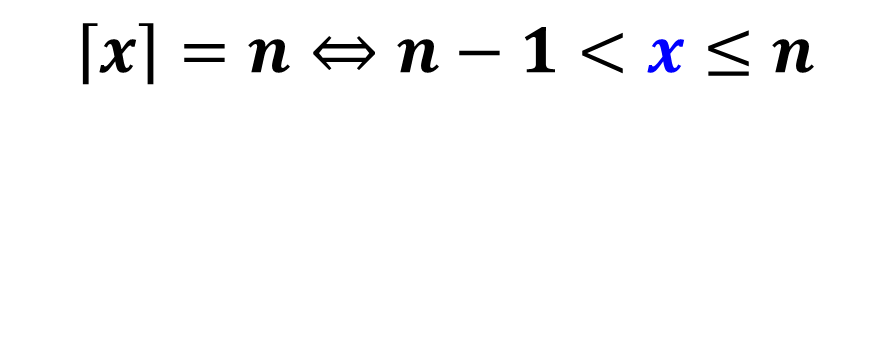 ⌈x⌉ = n ⇔ n − 1 < x ≤ n